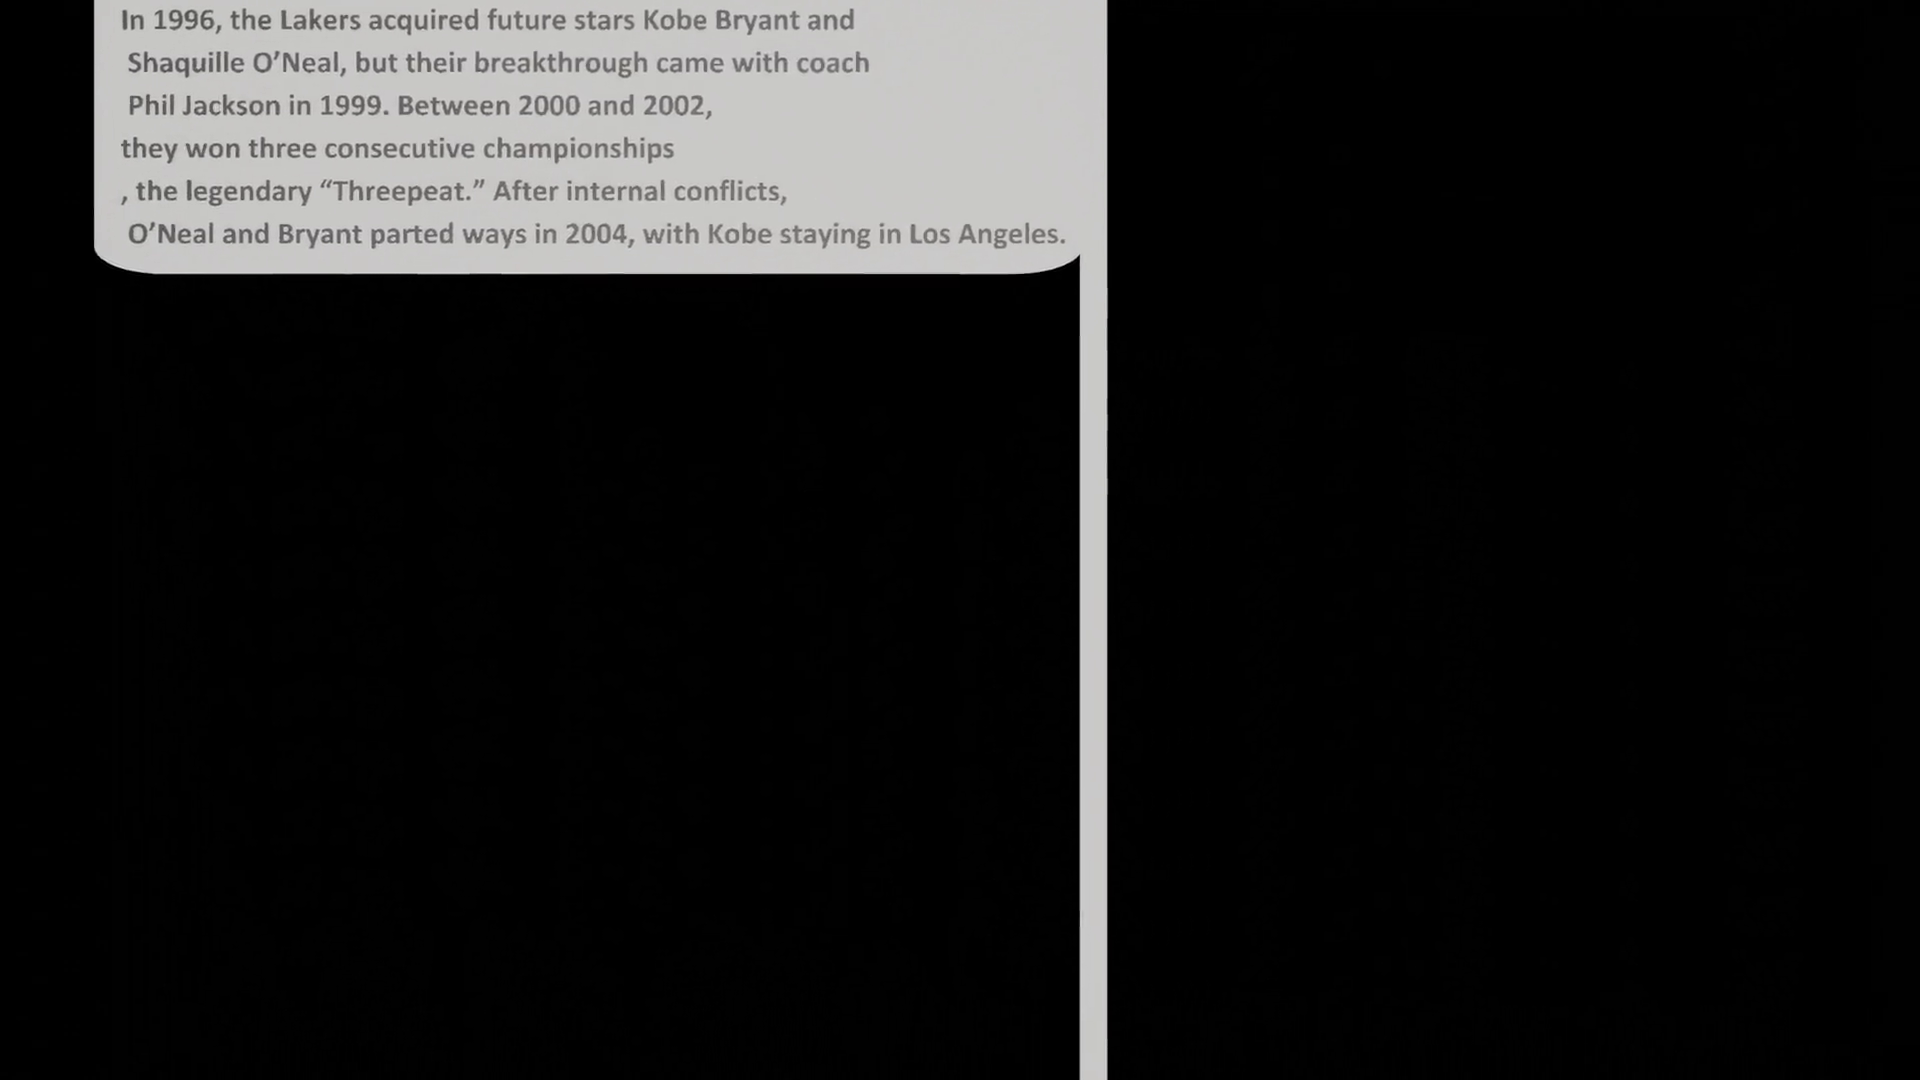 In 1996, the Lakers acquired future stars Kobe Bryant and
Shaquille O’Neal, but their breakthrough came with coach
Phil Jackson in 1999. Between 2000 and 2002,
they won three consecutive championships
, the legendary “Threepeat.” After internal conflicts,
O’Neal and Bryant parted ways in 2004, with Kobe staying in Los Angeles.